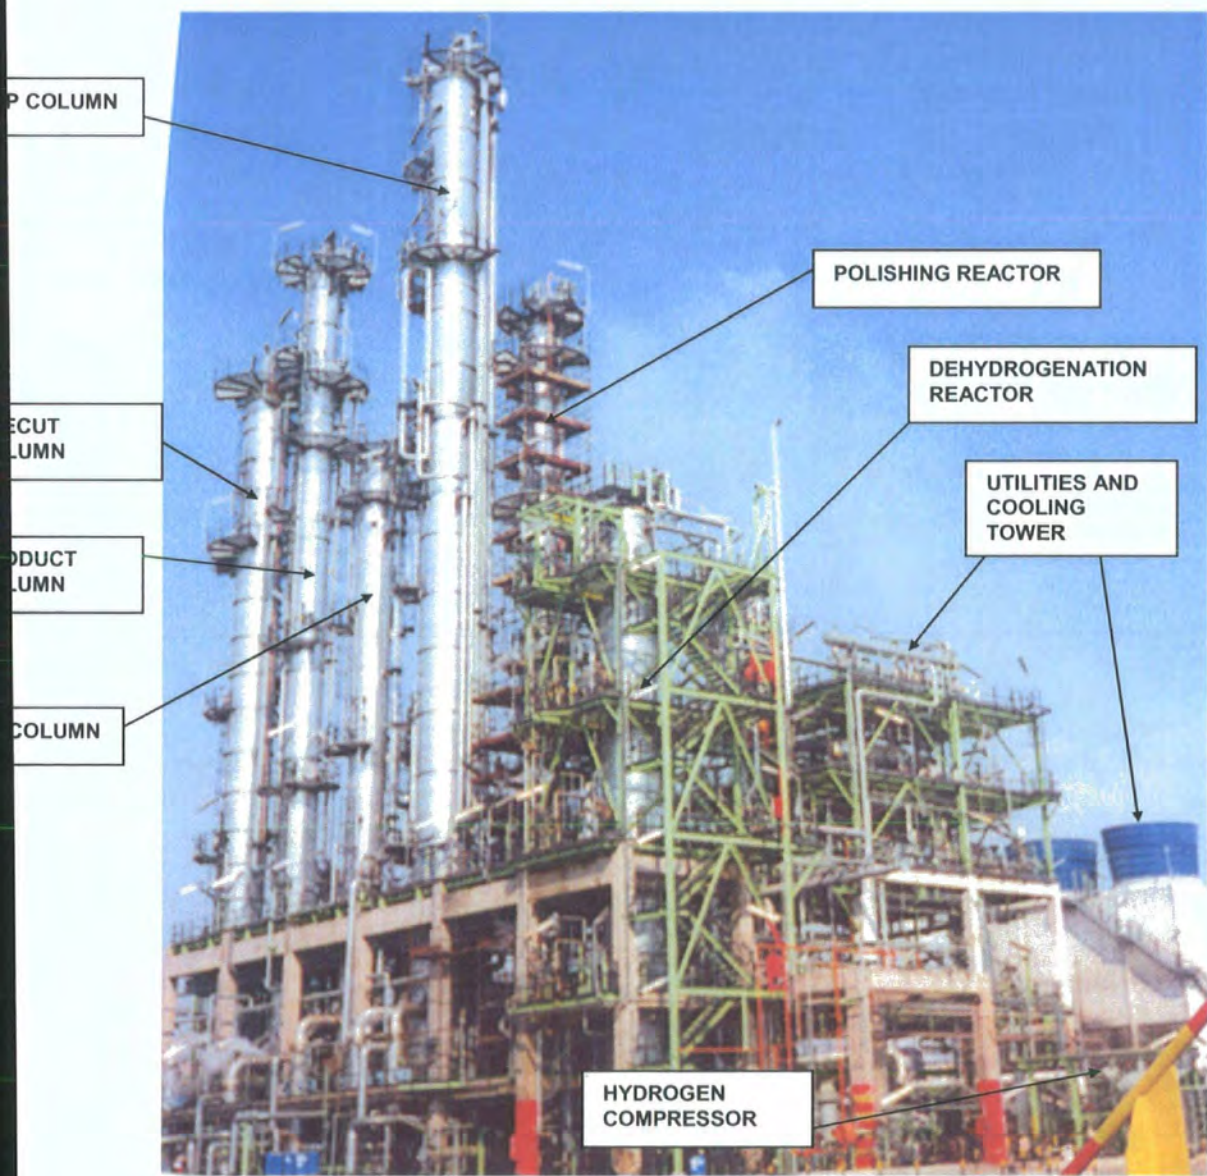 P COLUMN
POLISHING REACTOR
DEHYDROGENATION
REACTOR
ECUT
LUMN
UTILITIES AND
COOLING
TOWER
ODUCT
LUMN
COLUMN
HYDROGEN
COMPRESSOR